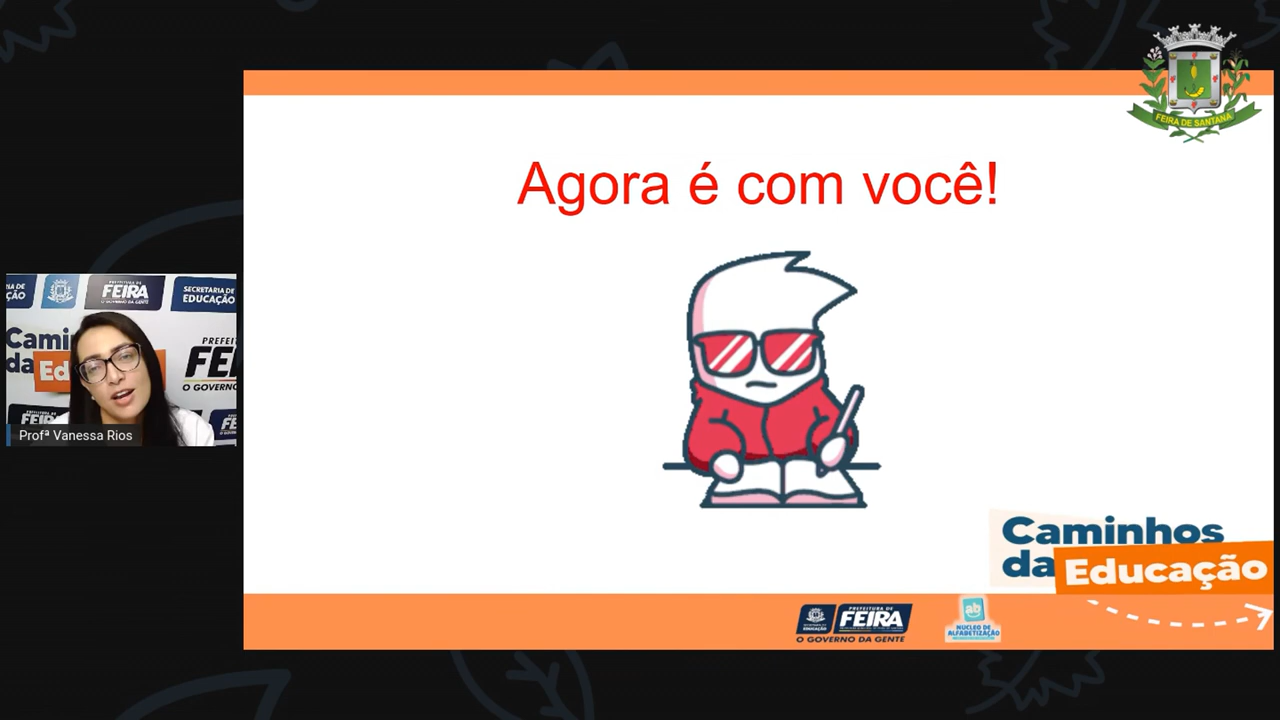 FEIRA DE SANTANA
Agora é com você!
PREFEITURA DE
FEIRA
O GOVERNO DA GENTE
SECRETARIA DE
EDUCAÇÃO
Profª Vanessa Rios
Caminhos
da Educação
PREFEITURA DE
FEIRA
O GOVERNO DA GENTE
NÚCLEO DE
ALFABETIZAÇÃO